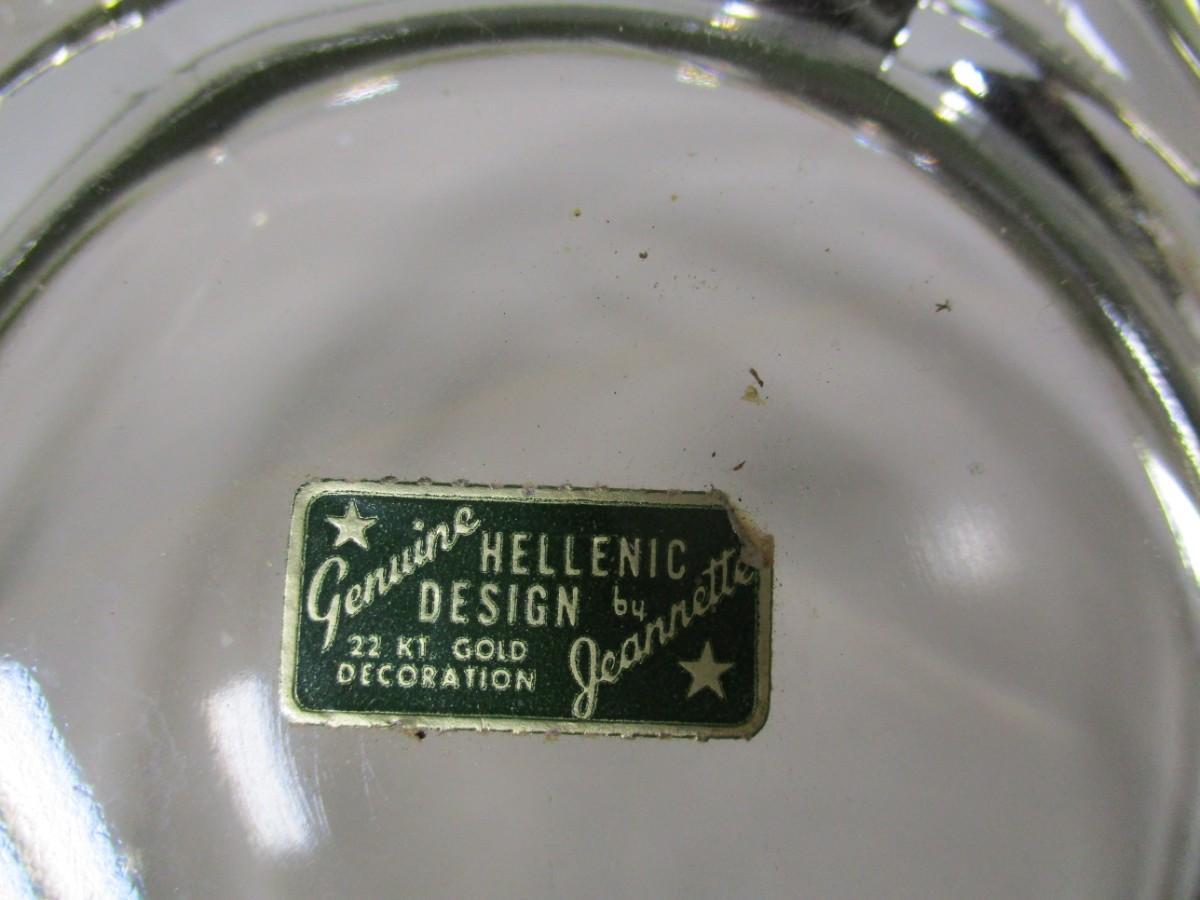 Genuine HELLENIC
DESIGN by Jeannette
22 KT GOLD
DECORATION